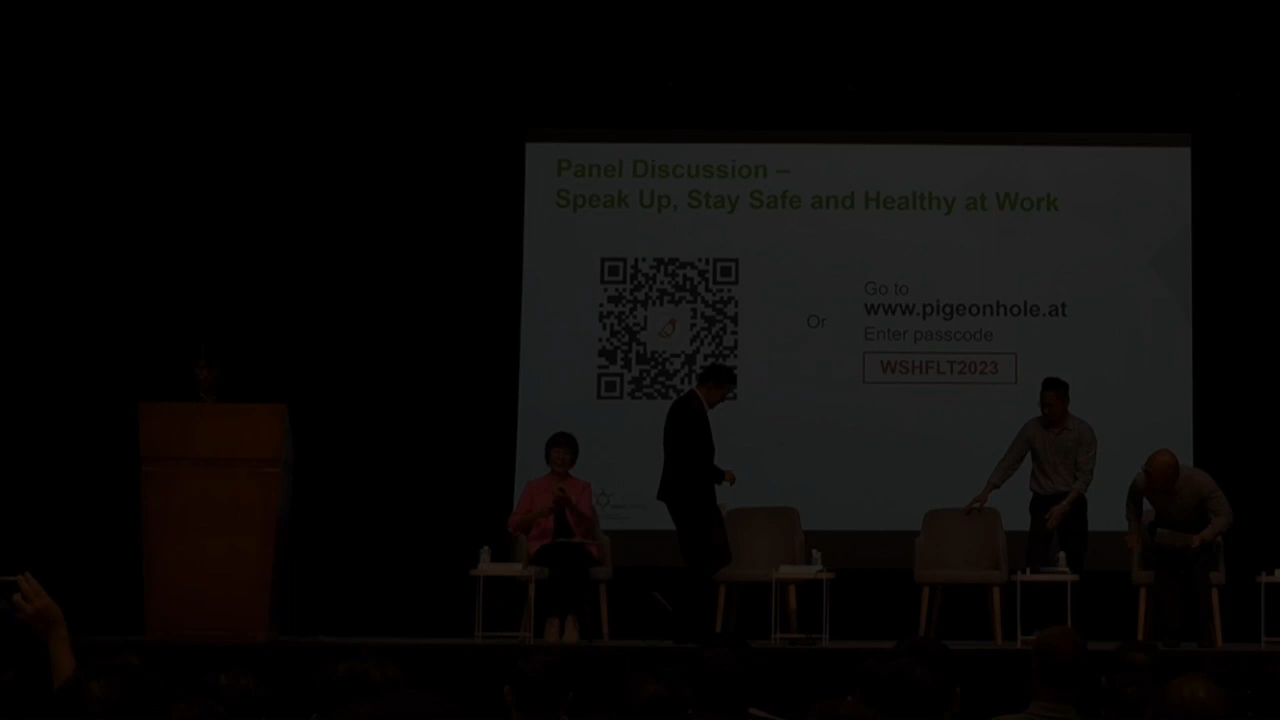 Panel Discussion –
Speak Up, Stay Safe and Healthy at Work
Or
Go to
www.pigeonhole.at
Enter passcode
WSHFLT2023